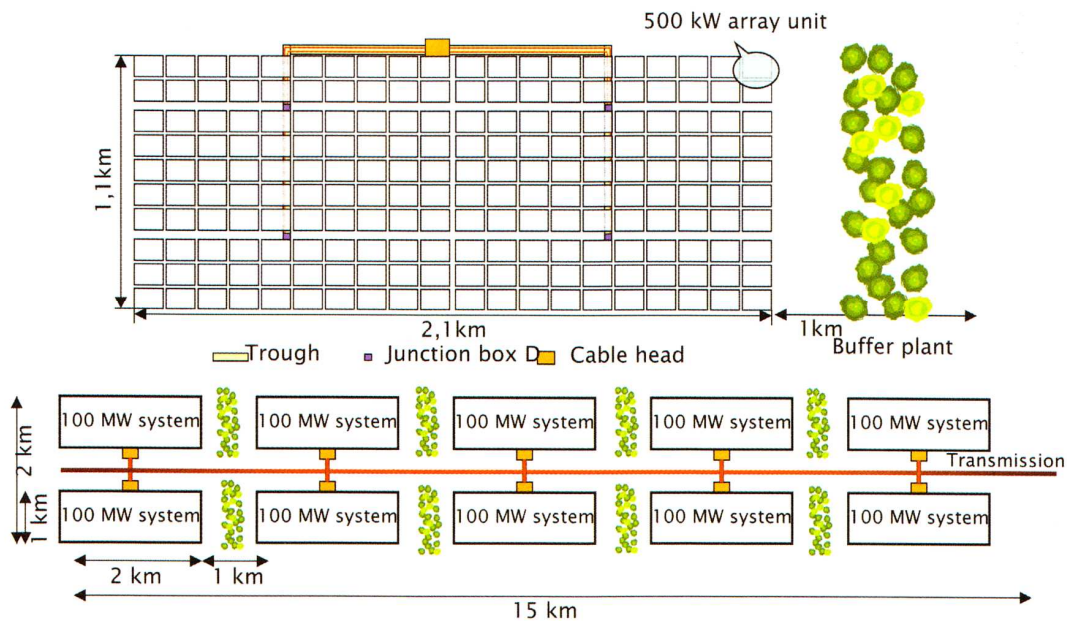 500 kW array unit
1,1km
2,1km
1km
Buffer plant
Trough
Junction box D
Cable head
100 MW system
100 MW system
100 MW system
100 MW system
100 MW system
Transmission
2 km
1 km
100 MW system
100 MW system
100 MW system
100 MW system
100 MW system
2 km
1 km
15 km